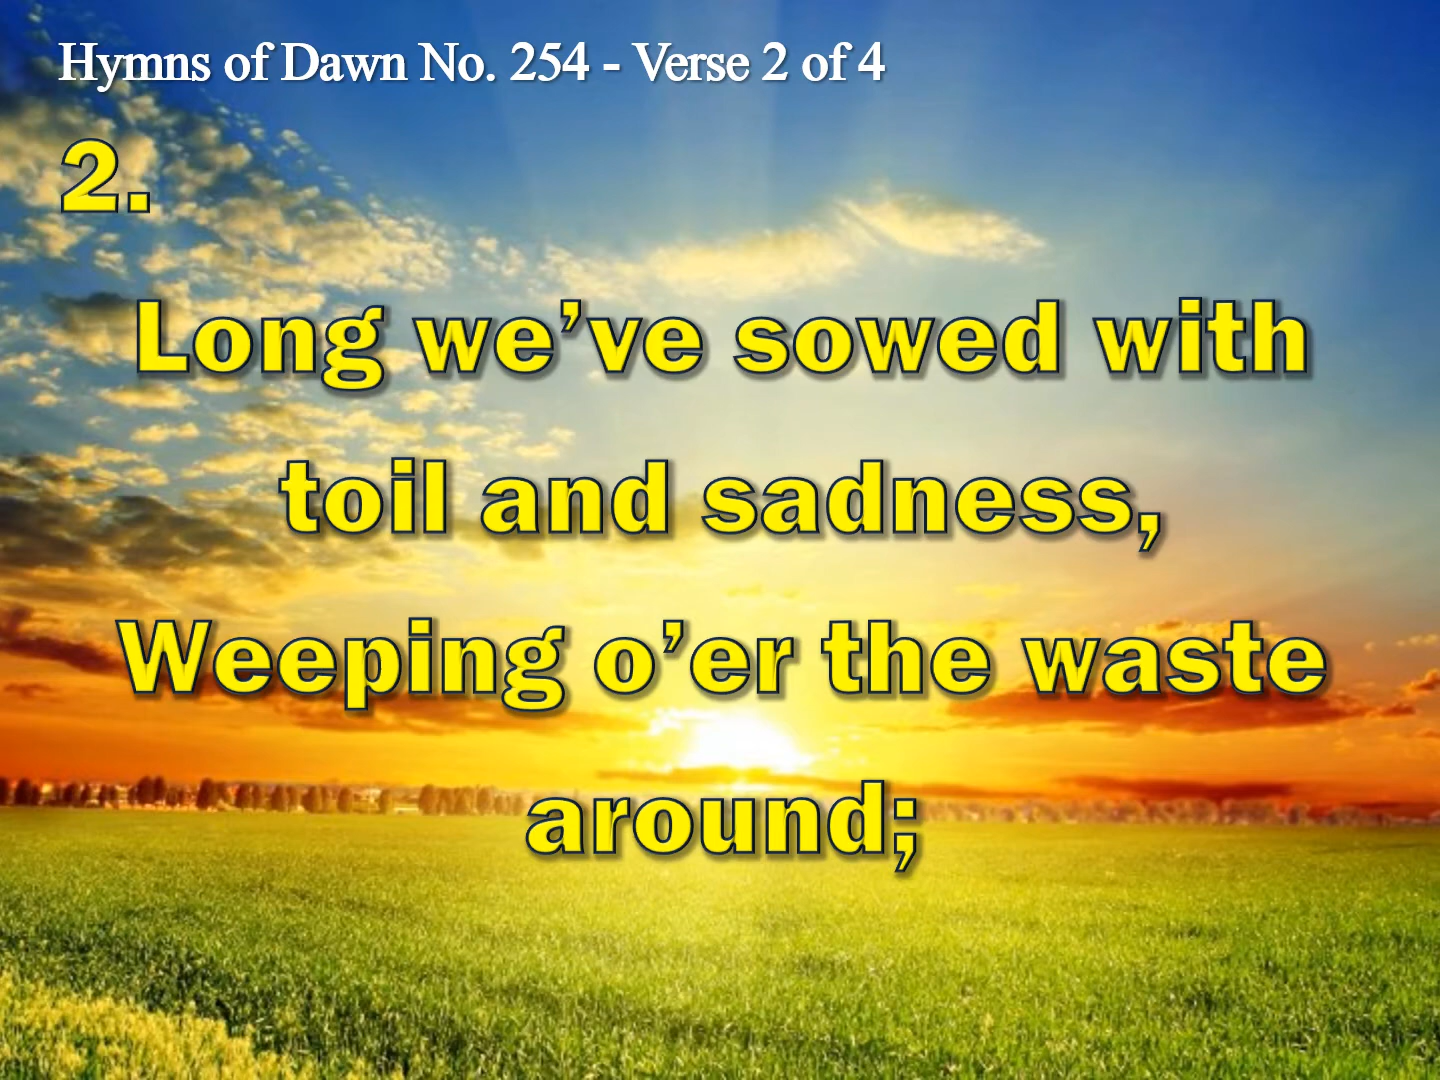 Hymns of Dawn No. 254 - Verse 2 of 4
2.
Long we’ve sowed with
toil and sadness,
Weeping o’er the waste
around;